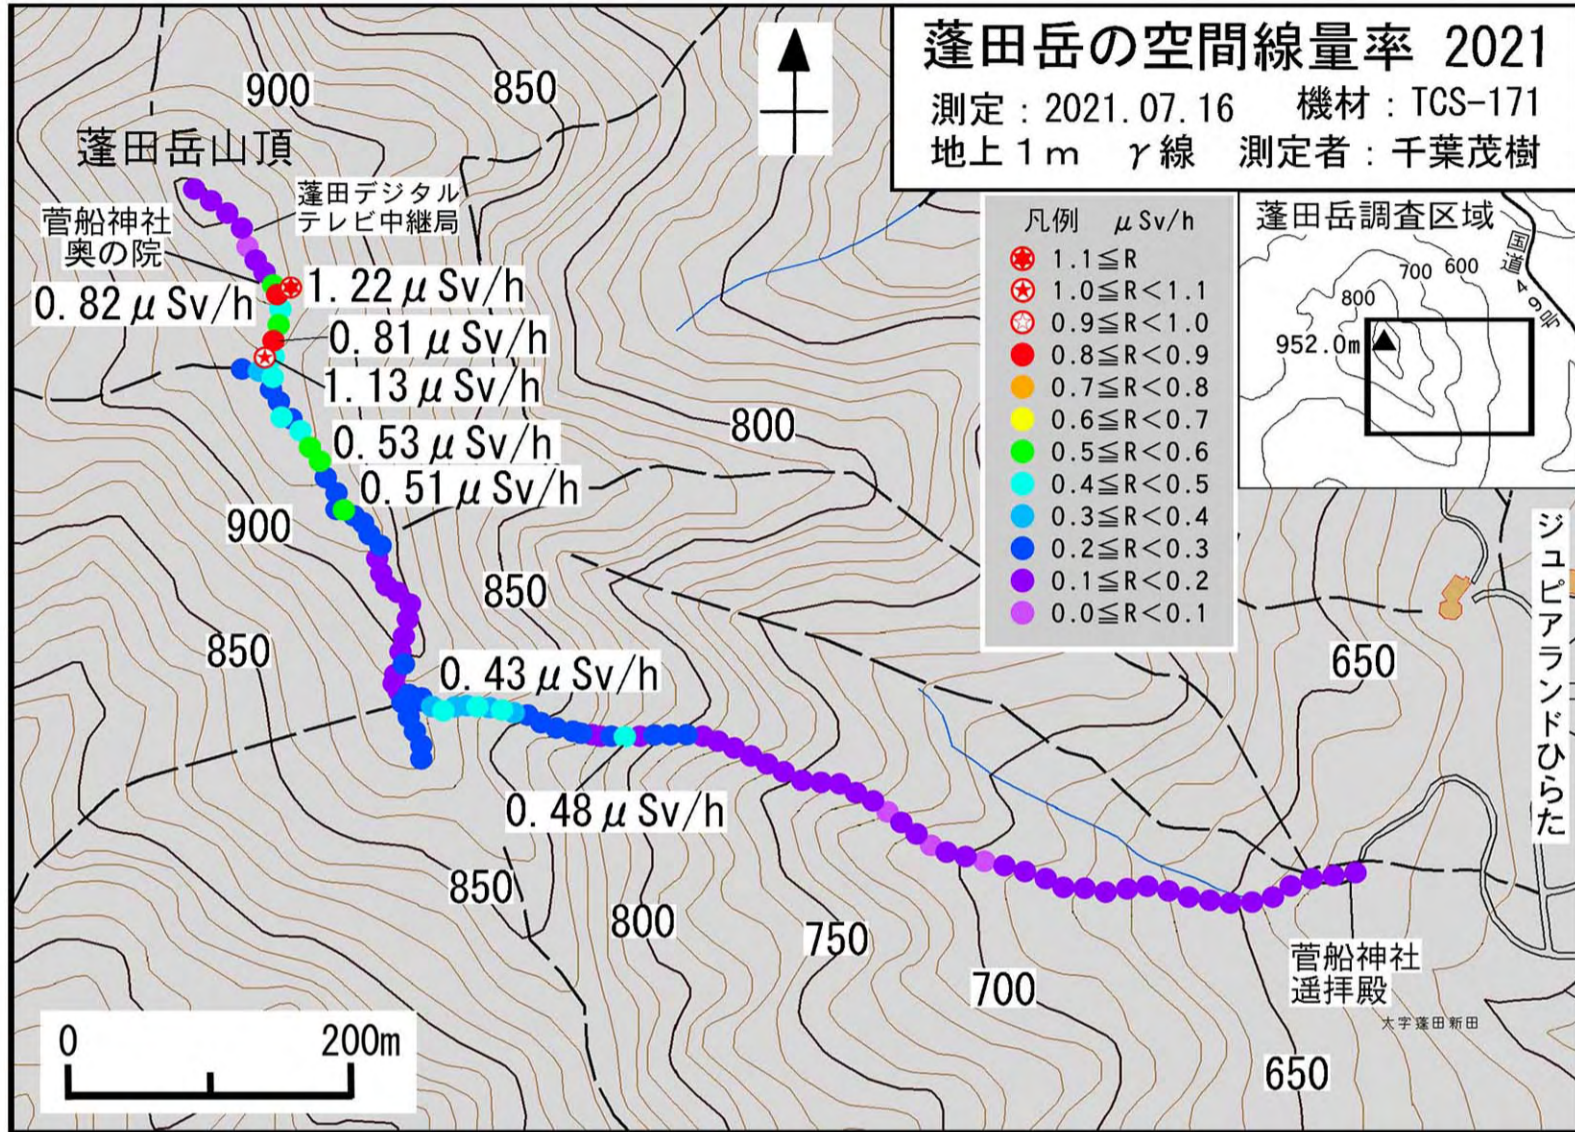 蓬田岳の空間線量率 2021
測定：2021.07.16 機材：TCS-171
地上1m γ線 測定者：千葉茂樹
900
850
蓬田岳山頂
蓬田デジタル
テレビ中継局
菅船神社
奥の院
0.82μSv/h
1.22μSv/h
0.81μSv/h
1.13μSv/h
0.53μSv/h
0.51μSv/h
800
900
850
850
0.43μSv/h
0.48μSv/h
850
800
750
700
650
650
凡例 μSv/h
1.1≦R
1.0≦R<1.1
0.9≦R<1.0
0.8≦R<0.9
0.7≦R<0.8
0.6≦R<0.7
0.5≦R<0.6
0.4≦R<0.5
0.3≦R<0.4
0.2≦R<0.3
0.1≦R<0.2
0.0≦R<0.1
蓬田岳調査区域
国道49号
700
600
800
952.0m
ジュピアランドひらた
菅船神社
遥拝殿
大字蓬田新田
0 200m